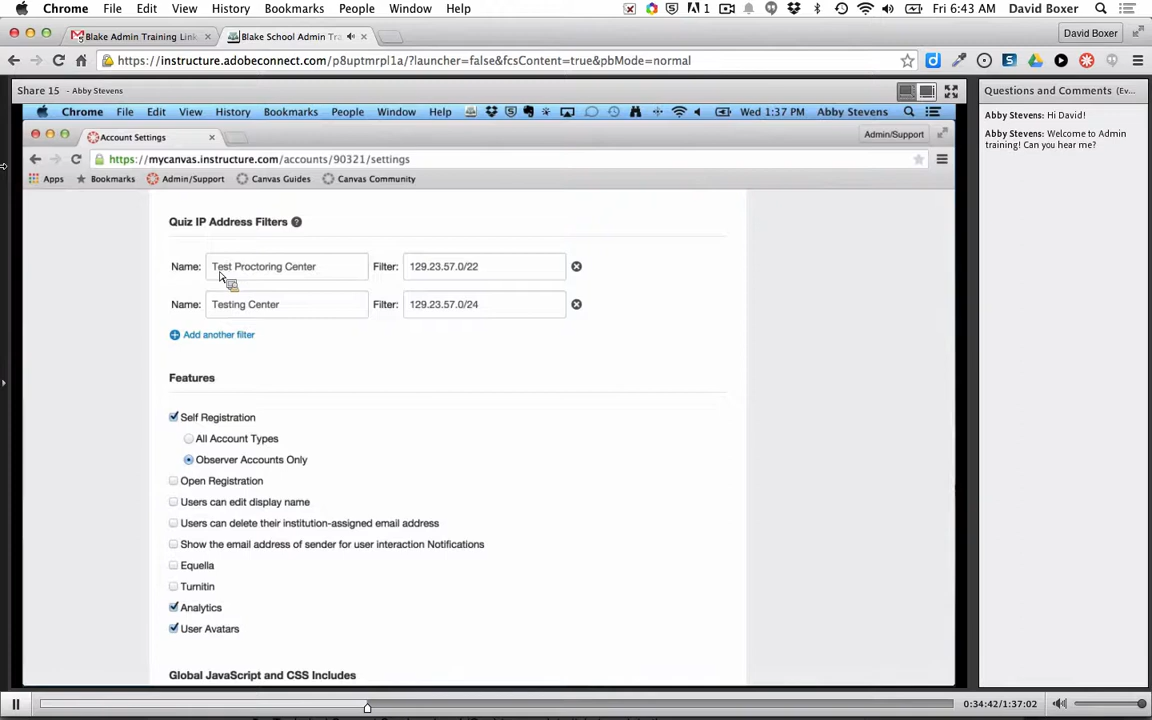 Chrome File Edit View History Bookmarks People Window Help 1 Fri 6:43 AM David Boxer
Blake Admin Training Link Blake School Admin Tra David Boxer
https://instructure.adobeconnect.com/p8uptmrpl1a/?launcher=false&fcsContent=true&pbMode=normal
Share 15 - Abby Stevens
Chrome File Edit View History Bookmarks People Window Help Wed 1:37 PM Abby Stevens
Account Settings Admin/Support
https://mycanvas.instructure.com/accounts/90321/settings
Apps Bookmarks Admin/Support Canvas Guides Canvas Community
Quiz IP Address Filters ?
Name: Test Proctoring Center Filter: 129.23.57.0/22
Name: Testing Center Filter: 129.23.57.0/24
Add another filter
Features
Self Registration
All Account Types
Observer Accounts Only
Open Registration
Users can edit display name
Users can delete their institution-assigned email address
Show the email address of sender for user interaction Notifications
Equella
Turnitin
Analytics
User Avatars
Global JavaScript and CSS Includes
Questions and Comments (Ev...
Abby Stevens: Hi David!
Abby Stevens: Welcome to Admin
training! Can you hear me?
0:34:42/1:37:02